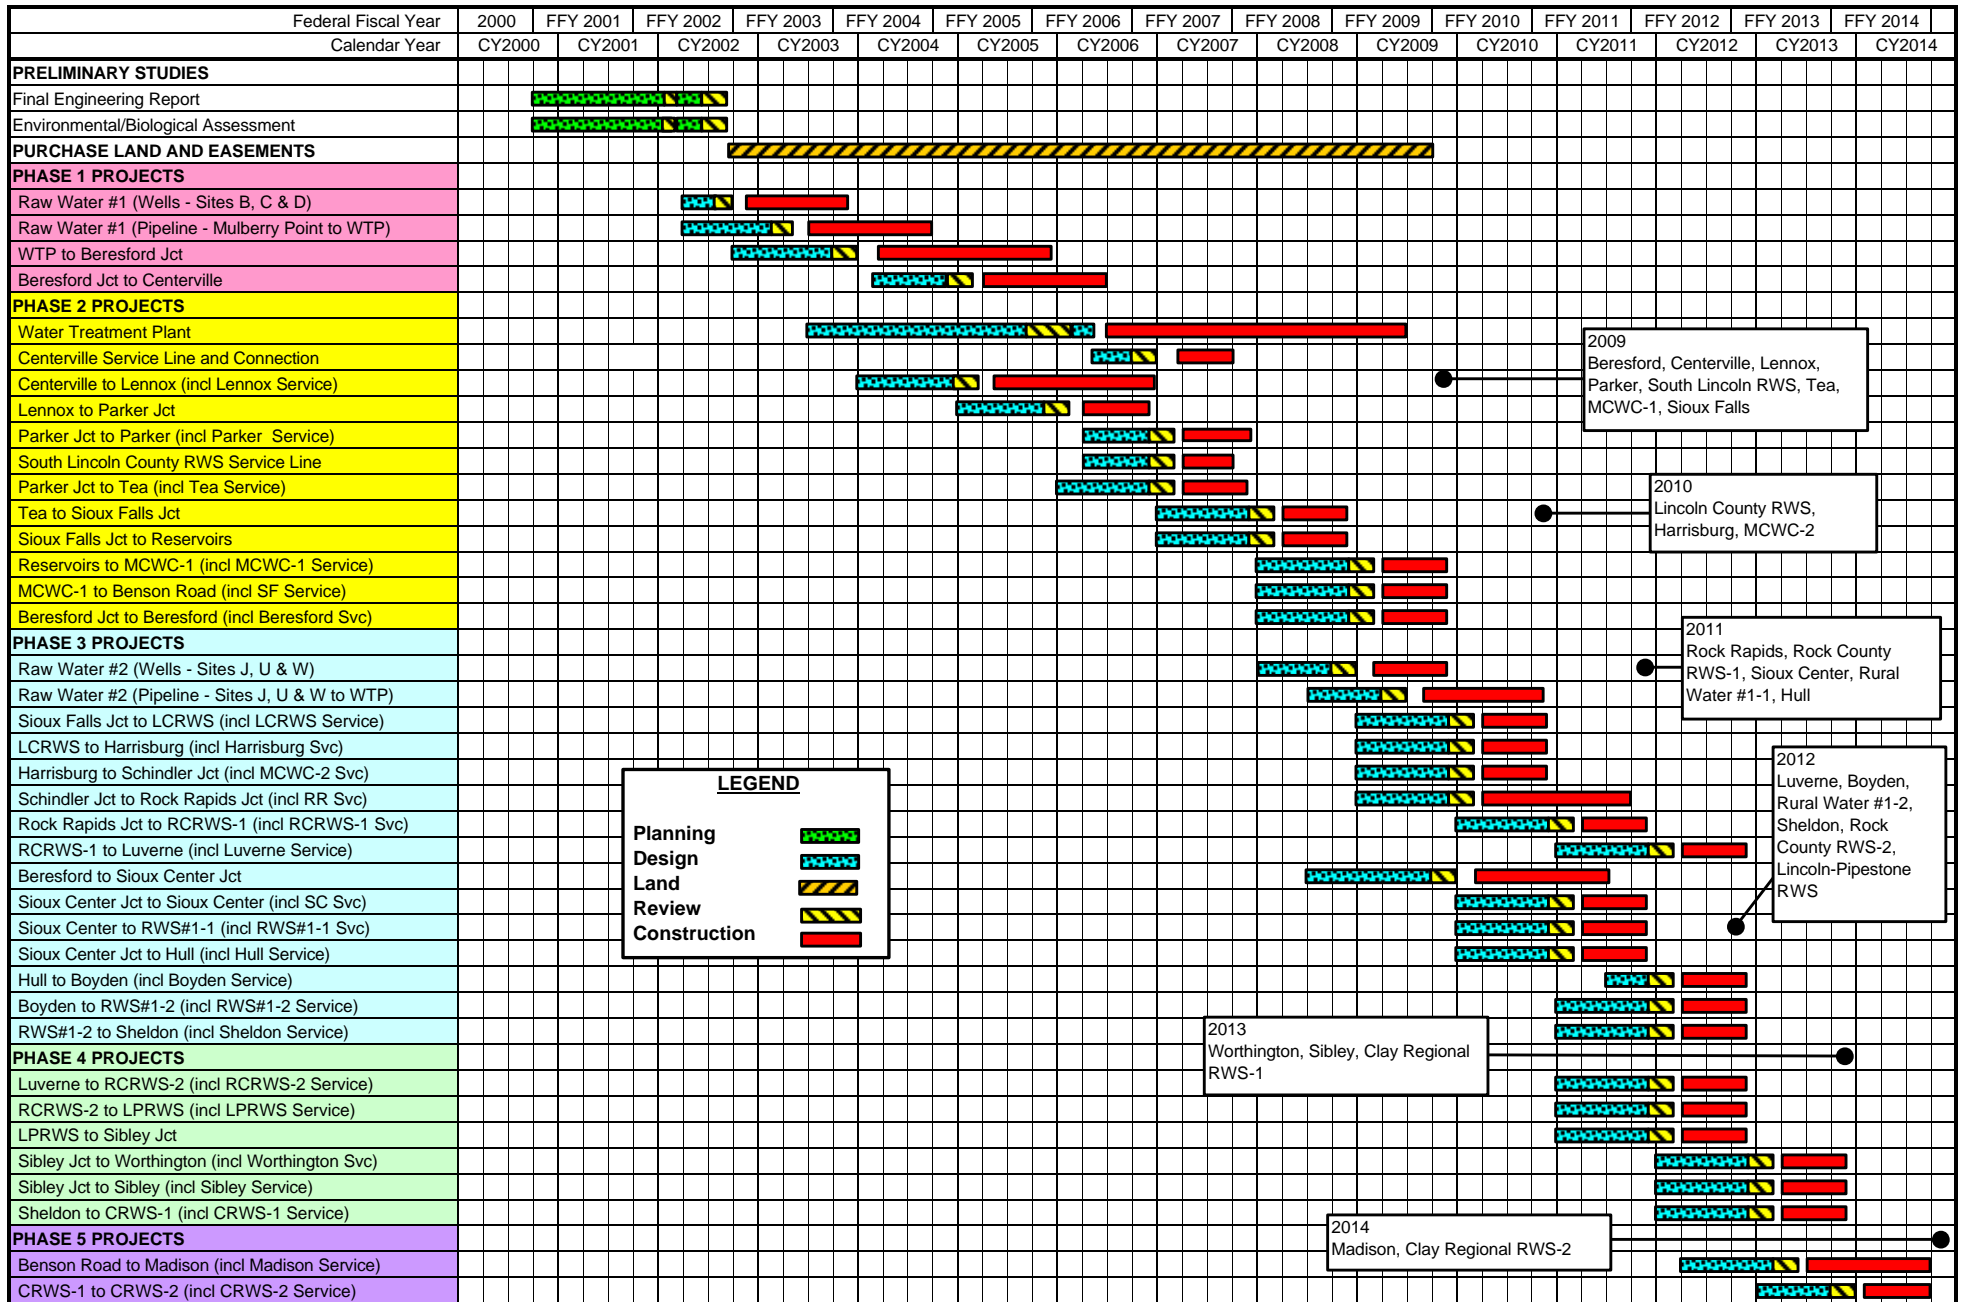 Federal Fiscal Year 2000 FFY 2001 FFY 2002 FFY 2003 FFY 2004 FFY 2005 FFY 2006 FFY 2007 FFY 2008 FFY 2009 FFY 2010 FFY 2011 FFY 2012 FFY 2013 FFY 2014
Calendar Year CY2000 CY2001 CY2002 CY2003 CY2004 CY2005 CY2006 CY2007 CY2008 CY2009 CY2010 CY2011 CY2012 CY2013 CY2014
PRELIMINARY STUDIES
Final Engineering Report
Environmental/Biological Assessment
PURCHASE LAND AND EASEMENTS
PHASE 1 PROJECTS
Raw Water #1 (Wells - Sites B, C & D)
Raw Water #1 (Pipeline - Mulberry Point to WTP)
WTP to Beresford Jct
Beresford Jct to Centerville
PHASE 2 PROJECTS
Water Treatment Plant
Centerville Service Line and Connection
Centerville to Lennox (incl Lennox Service)
Lennox to Parker Jct
Parker Jct to Parker (incl Parker  Service)
South Lincoln County RWS Service Line
Parker Jct to Tea (incl Tea Service)
Tea to Sioux Falls Jct
Sioux Falls Jct to Reservoirs
Reservoirs to MCWC-1 (incl MCWC-1 Service)
MCWC-1 to Benson Road (incl SF Service)
Beresford Jct to Beresford (incl Beresford Svc)
PHASE 3 PROJECTS
Raw Water #2 (Wells - Sites J, U & W)
Raw Water #2 (Pipeline - Sites J, U & W to WTP)
Sioux Falls Jct to LCRWS (incl LCRWS Service)
LCRWS to Harrisburg (incl Harrisburg Svc)
Harrisburg to Schindler Jct (incl MCWC-2 Svc)
Schindler Jct to Rock Rapids Jct (incl RR Svc)
Rock Rapids Jct to RCRWS-1 (incl RCRWS-1 Svc)
RCRWS-1 to Luverne (incl Luverne Service)
Beresford to Sioux Center Jct
Sioux Center Jct to Sioux Center (incl SC Svc)
Sioux Center to RWS#1-1 (incl RWS#1-1 Svc)
Sioux Center Jct to Hull (incl Hull Service)
Hull to Boyden (incl Boyden Service)
Boyden to RWS#1-2 (incl RWS#1-2 Service)
RWS#1-2 to Sheldon (incl Sheldon Service)
PHASE 4 PROJECTS
Luverne to RCRWS-2 (incl RCRWS-2 Service)
RCRWS-2 to LPRWS (incl LPRWS Service)
LPRWS to Sibley Jct
Sibley Jct to Worthington (incl Worthington Svc)
Sibley Jct to Sibley (incl Sibley Service)
Sheldon to CRWS-1 (incl CRWS-1 Service)
PHASE 5 PROJECTS
Benson Road to Madison (incl Madison Service)
CRWS-1 to CRWS-2 (incl CRWS-2 Service)
2009
Beresford, Centerville, Lennox,
Parker, South Lincoln RWS, Tea,
MCWC-1, Sioux Falls
2010
Lincoln County RWS,
Harrisburg, MCWC-2
2011
Rock Rapids, Rock County
RWS-1, Sioux Center, Rural
Water #1-1, Hull
2012
Luverne, Boyden,
Rural Water #1-2,
Sheldon, Rock
County RWS-2,
Lincoln-Pipestone
RWS
LEGEND
Planning
Design
Land
Review
Construction
2013
Worthington, Sibley, Clay Regional
RWS-1
2014
Madison, Clay Regional RWS-2